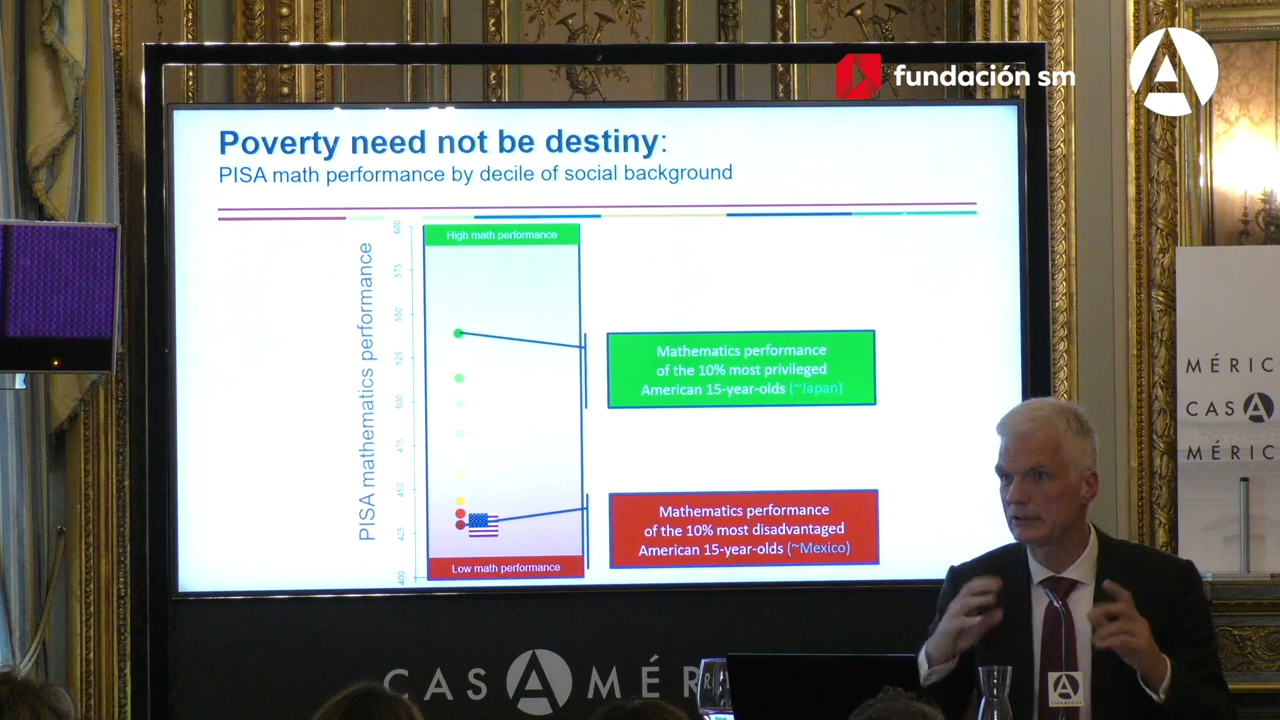 fundación sm
Poverty need not be destiny:
PISA math performance by decile of social background
PISA mathematics performance
600
575
550
525
500
475
450
425
400
High math performance
Mathematics performance
of the 10% most privileged
American 15-year-olds (~Japan)
Mathematics performance
of the 10% most disadvantaged
American 15-year-olds (~Mexico)
Low math performance
MÉRIC
CASA
MÉRIC
CASAMÉR